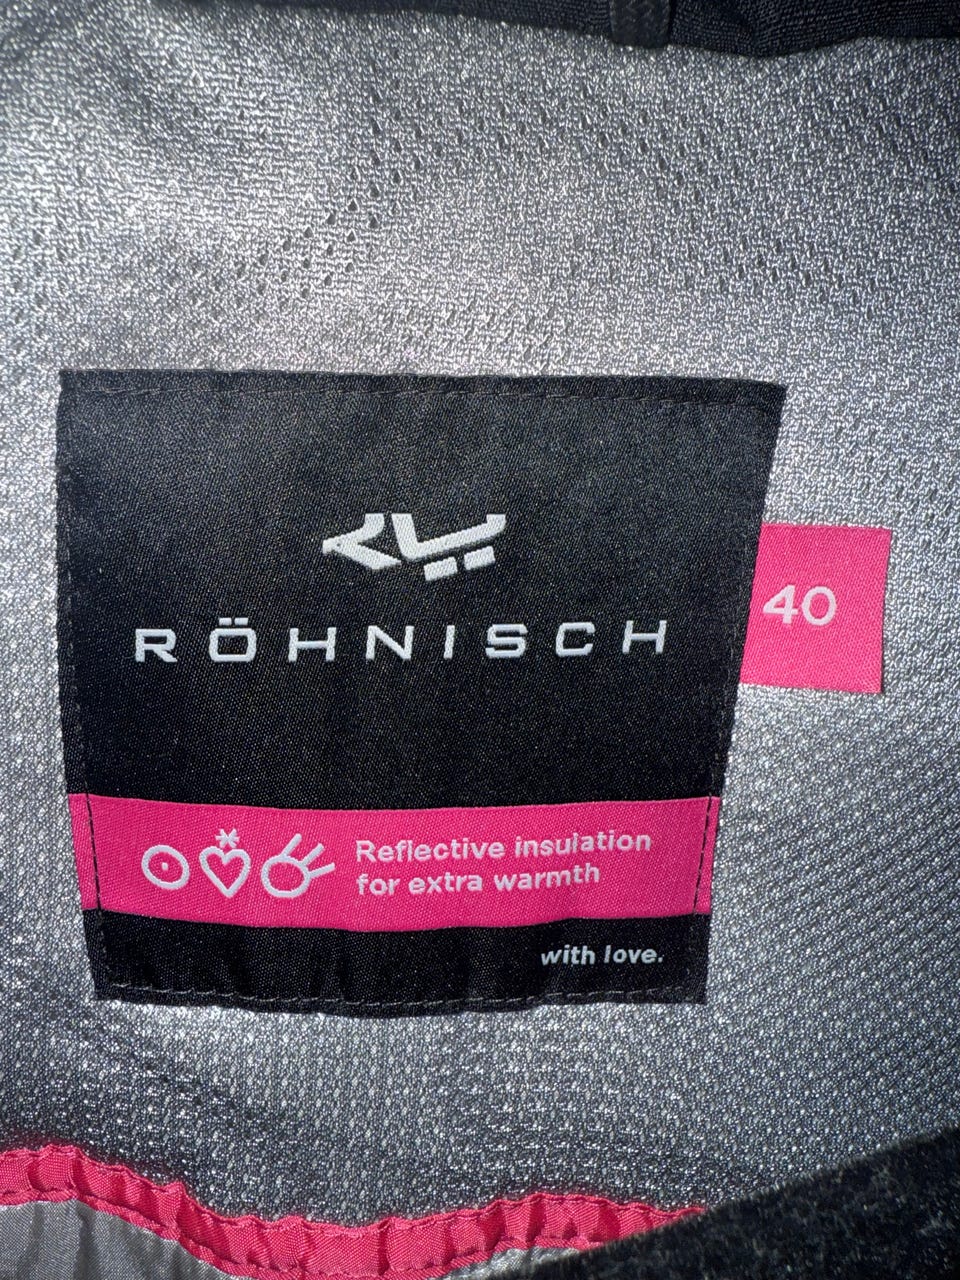 RÖHNISCH
40
Reflective insulation
for extra warmth
with love.